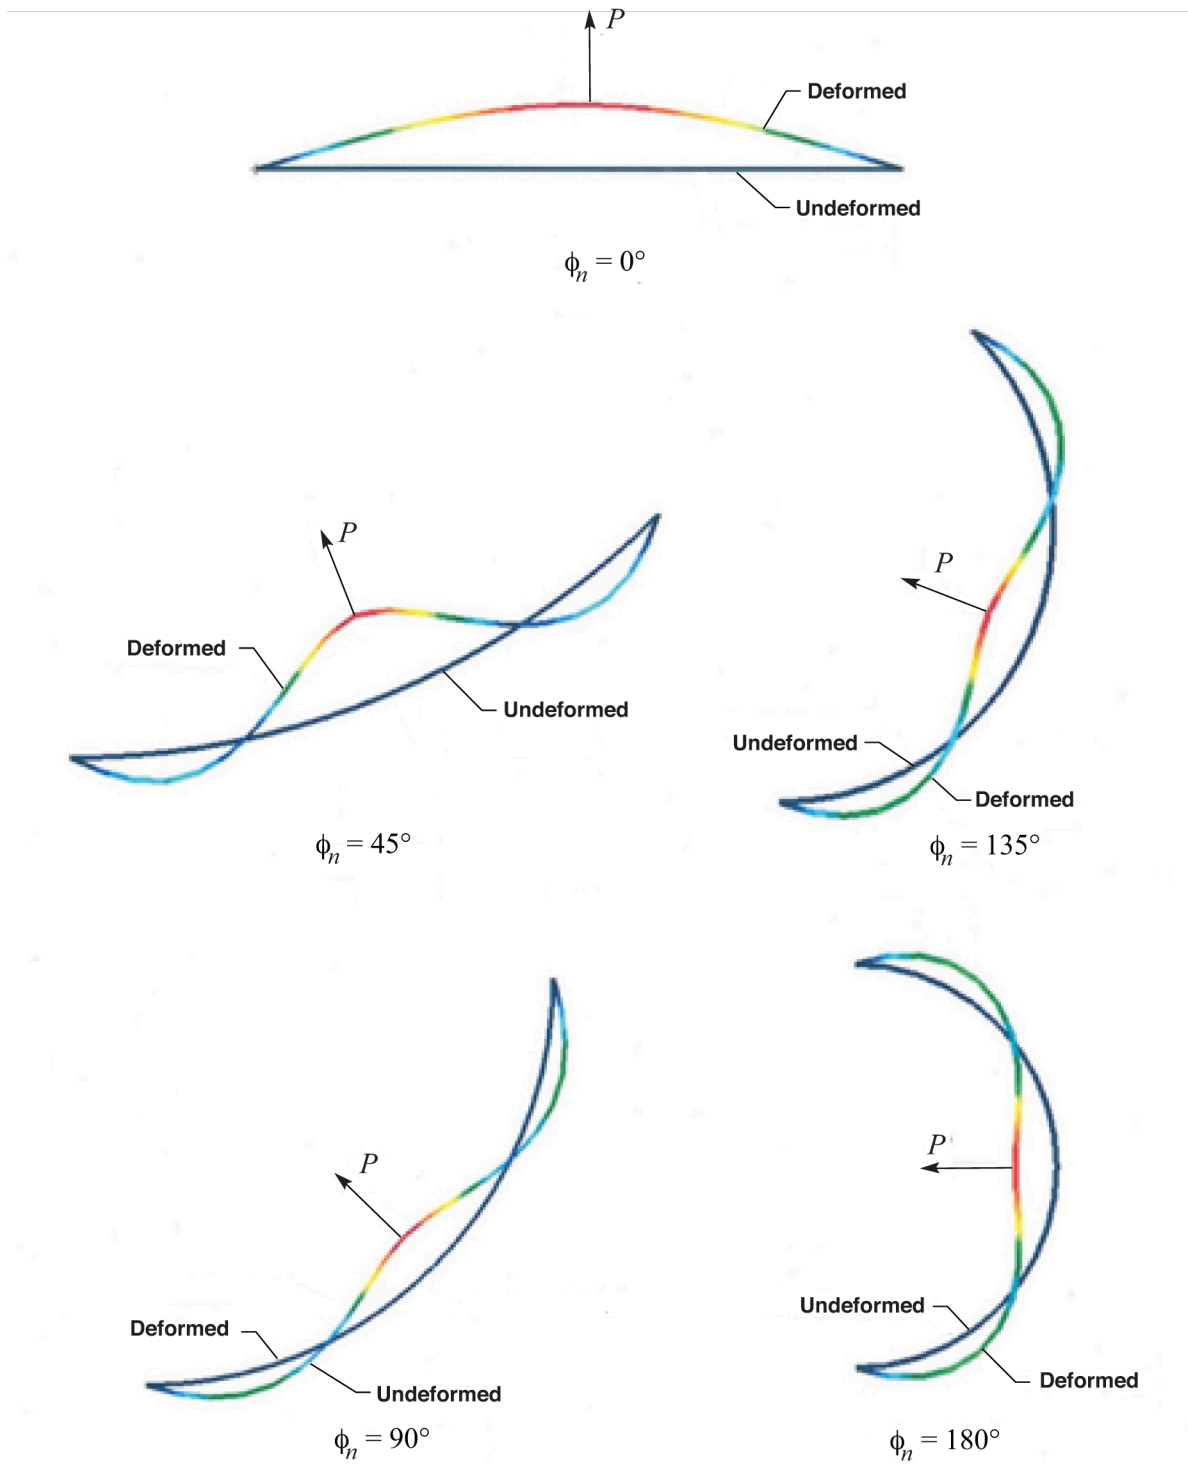 P
Deformed
Undeformed
ϕₙ = 0°
P
Deformed
Undeformed
ϕₙ = 45°
P
Undeformed
Deformed
ϕₙ = 135°
P
Deformed
Undeformed
ϕₙ = 90°
P
Undeformed
Deformed
ϕₙ = 180°